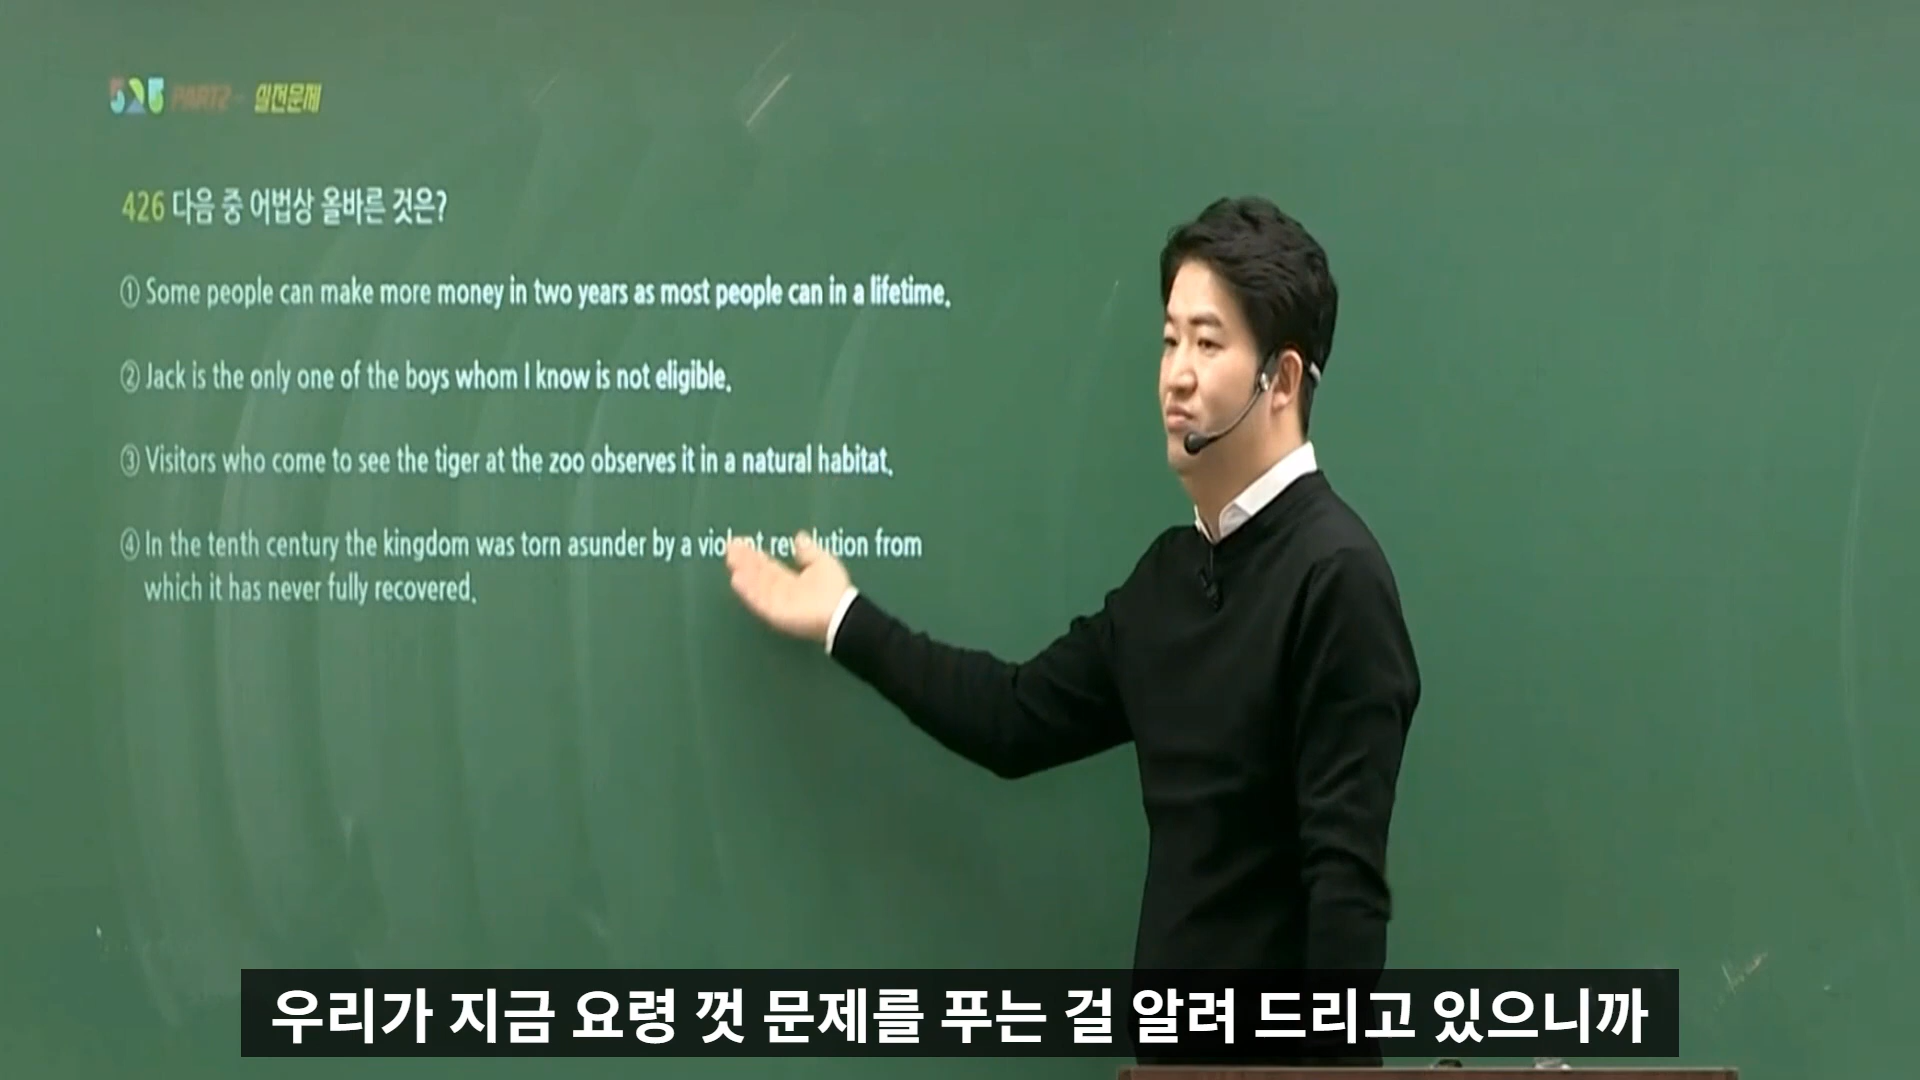 525 PART2 - 실전문제
426 다음 중 어법상 올바른 것은?
① Some people can make more money in two years as most people can in a lifetime.
② Jack is the only one of the boys whom I know is not eligible.
③ Visitors who come to see the tiger at the zoo observes it in a natural habitat.
④ In the tenth century the kingdom was torn asunder by a violent revolution from
which it has never fully recovered.
우리가 지금 요령 껏 문제를 푸는 걸 알려 드리고 있으니까